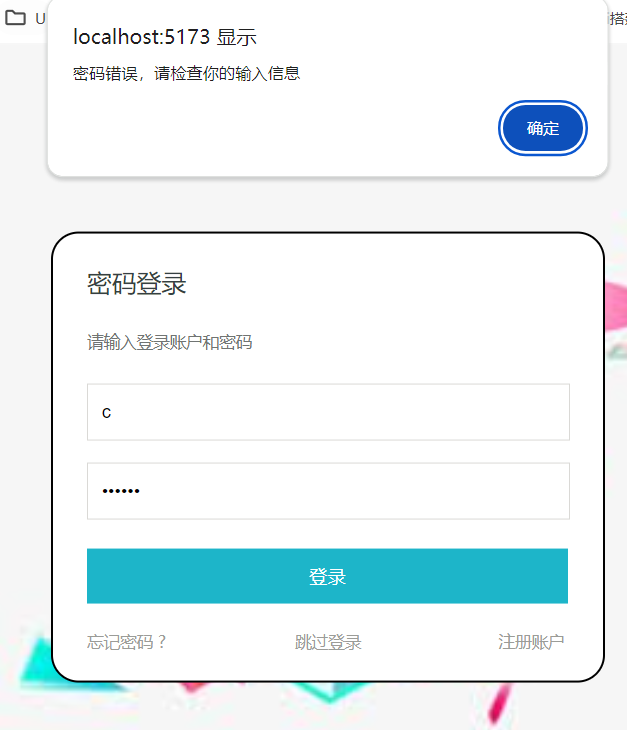 U
localhost:5173 显示
密码错误，请检查你的输入信息
确定
密码登录
请输入登录账户和密码
c
••••••
登录
忘记密码？
跳过登录
注册账户